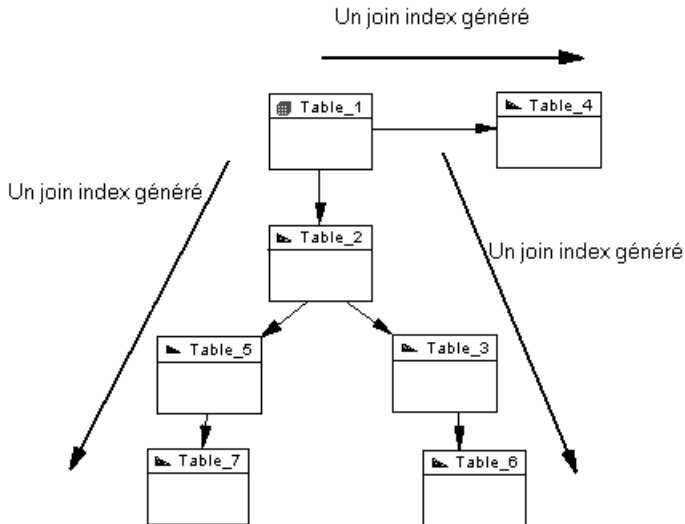 Un join index généré
Table_1
Table_4
Un join index généré
Table_2
Un join index généré
Table_5
Table_3
Table_7
Table_6